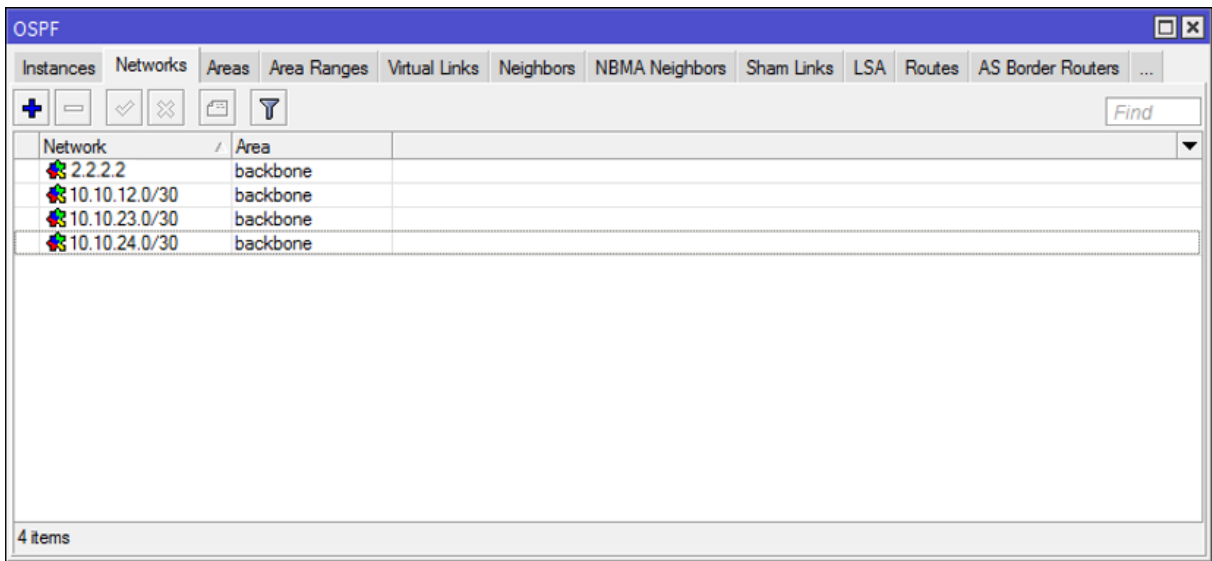 OSPF
Instances Networks Areas Area Ranges Virtual Links Neighbors NBMA Neighbors Sham Links LSA Routes AS Border Routers ...
Find
Network Area
2.2.2.2 backbone
10.10.12.0/30 backbone
10.10.23.0/30 backbone
10.10.24.0/30 backbone
4 items